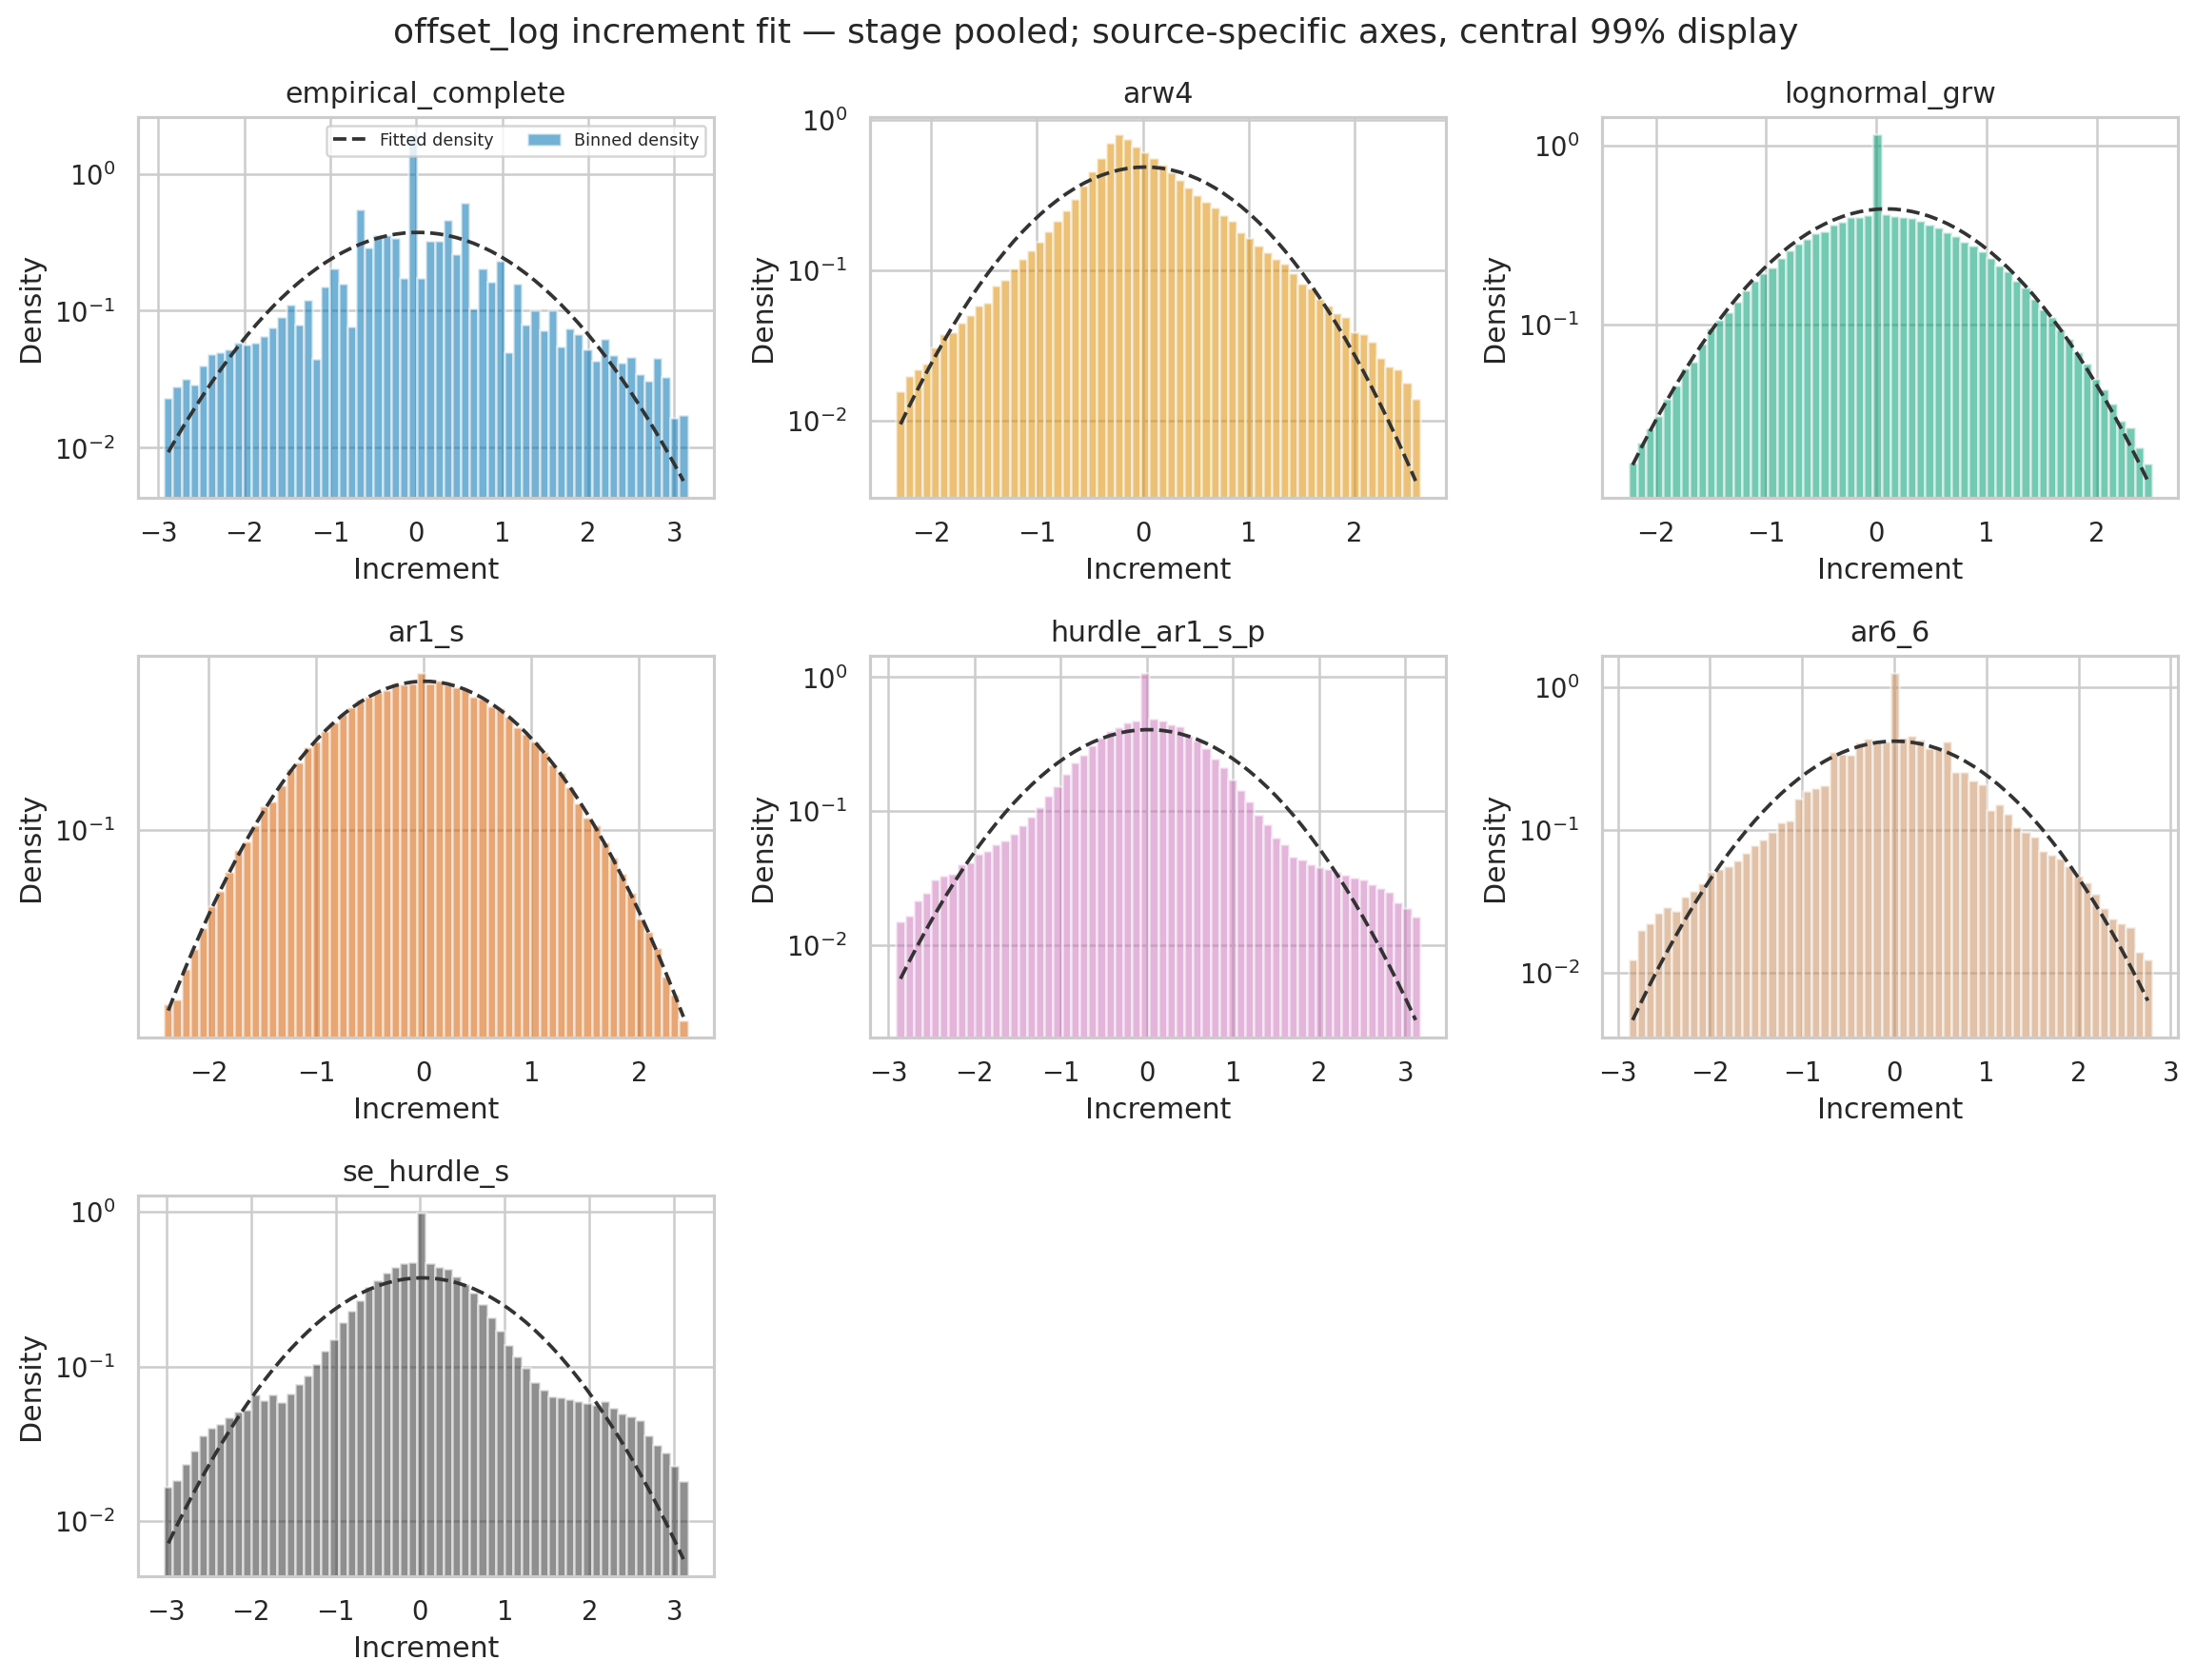 offset_log increment fit — stage pooled; source-specific axes, central 99% display
empirical_complete
Fitted density
Binned density
10⁰
10⁻¹
10⁻²
Density
−3 −2 −1 0 1 2 3
Increment
arw4
10⁰
10⁻¹
10⁻²
Density
−2 −1 0 1 2
Increment
lognormal_grw
10⁰
10⁻¹
Density
−2 −1 0 1 2
Increment
ar1_s
10⁻¹
Density
−2 −1 0 1 2
Increment
hurdle_ar1_s_p
10⁰
10⁻¹
10⁻²
Density
−3 −2 −1 0 1 2 3
Increment
ar6_6
10⁰
10⁻¹
10⁻²
Density
−3 −2 −1 0 1 2 3
Increment
se_hurdle_s
10⁰
10⁻¹
10⁻²
Density
−3 −2 −1 0 1 2 3
Increment